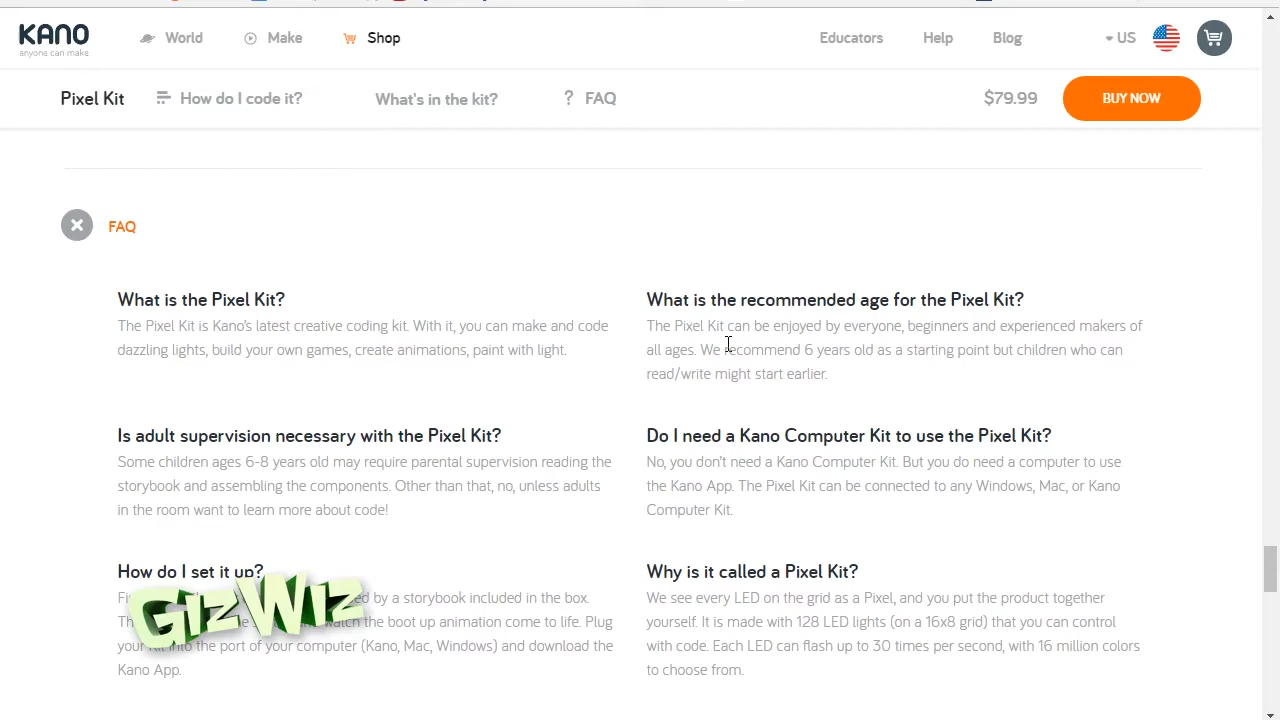 KANO
anyone can make
World
Make
Shop
Educators
Help
Blog
US
Pixel Kit
How do I code it?
What's in the kit?
? FAQ
$79.99
BUY NOW
FAQ
What is the Pixel Kit?
The Pixel Kit is Kano's latest creative coding kit. With it, you can make and code
dazzling lights, build your own games, create animations, paint with light.
What is the recommended age for the Pixel Kit?
The Pixel Kit can be enjoyed by everyone, beginners and experienced makers of
all ages. We recommend 6 years old as a starting point but children who can
read/write might start earlier.
Is adult supervision necessary with the Pixel Kit?
Some children ages 6-8 years old may require parental supervision reading the
storybook and assembling the components. Other than that, no, unless adults
in the room want to learn more about code!
Do I need a Kano Computer Kit to use the Pixel Kit?
No, you don't need a Kano Computer Kit. But you do need a computer to use
the Kano App. The Pixel Kit can be connected to any Windows, Mac, or Kano
Computer Kit.
How do I set it up?
by a storybook included in the box.
watch the boot up animation come to life. Plug
your into the port of your computer (Kano, Mac, Windows) and download the
Kano App.
GIZWIZ
Why is it called a Pixel Kit?
We see every LED on the grid as a Pixel, and you put the product together
yourself. It is made with 128 LED lights (on a 16x8 grid) that you can control
with code. Each LED can flash up to 30 times per second, with 16 million colors
to choose from.